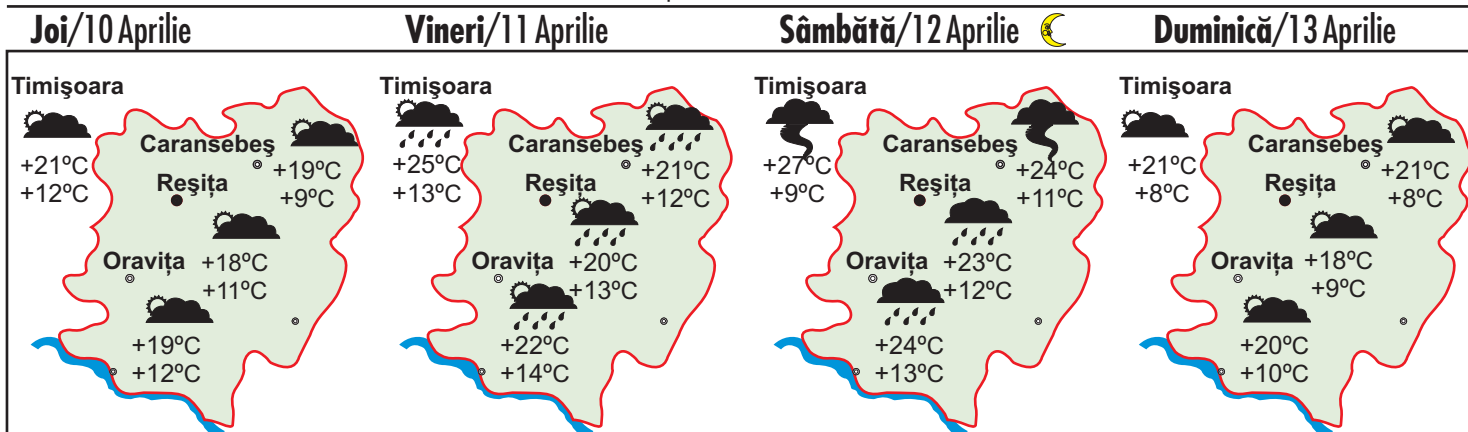 Joi/10 Aprilie
Timişoara
+21ºC
+12ºC
Caransebeş
+19ºC
+9ºC
Reşiţa
+18ºC
+11ºC
Oraviţa
+19ºC
+12ºC
Vineri/11 Aprilie
Timişoara
+25ºC
+13ºC
Caransebeş
+21ºC
+12ºC
Reşiţa
+20ºC
+13ºC
Oraviţa
+22ºC
+14ºC
Sâmbătă/12 Aprilie
Timişoara
+27ºC
+9ºC
Caransebeş
+24ºC
+11ºC
Reşiţa
+23ºC
+12ºC
Oraviţa
+24ºC
+13ºC
Duminică/13 Aprilie
Timişoara
+21ºC
+8ºC
Caransebeş
+21ºC
+8ºC
Reşiţa
+18ºC
+9ºC
Oraviţa
+20ºC
+10ºC